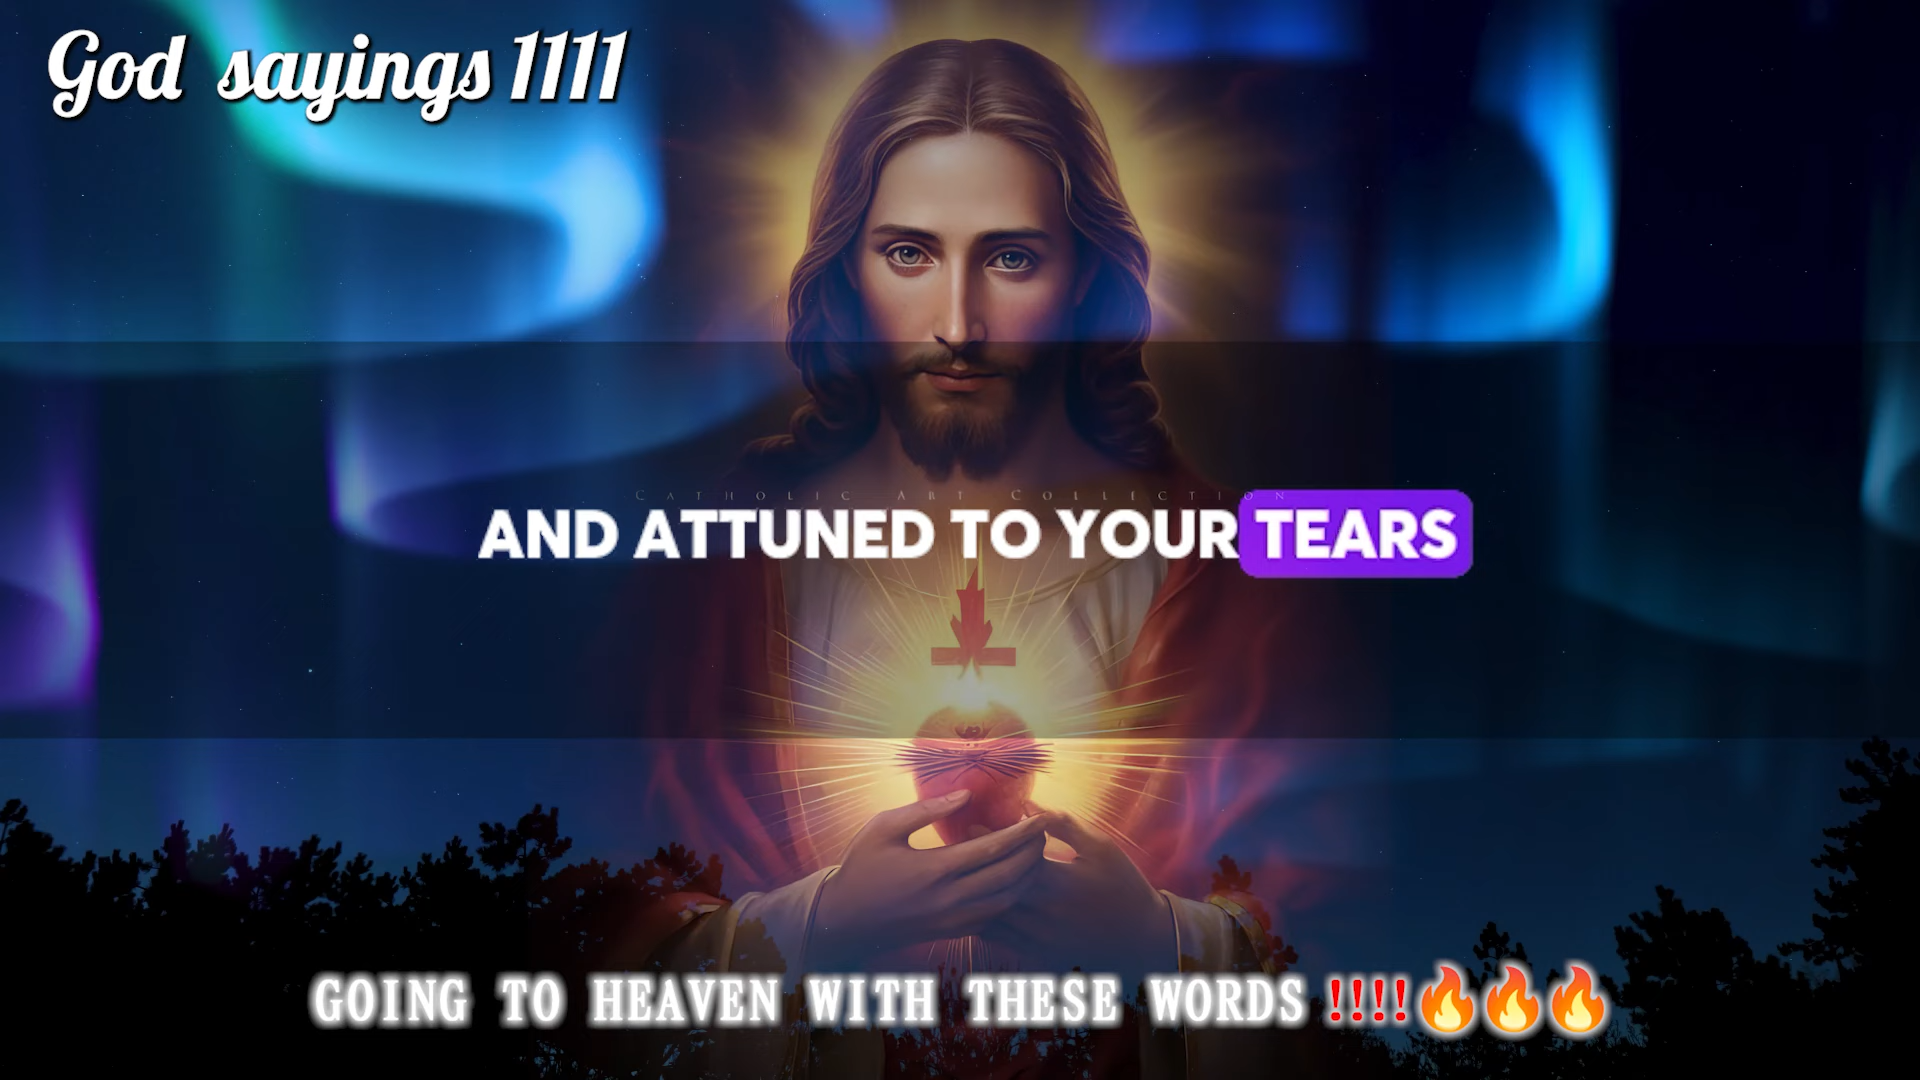 God sayings 1111
CATHOLIC ART COLLECTION
AND ATTUNED TO YOUR TEARS
GOING TO HEAVEN WITH THESE WORDS !!!!🔥🔥🔥